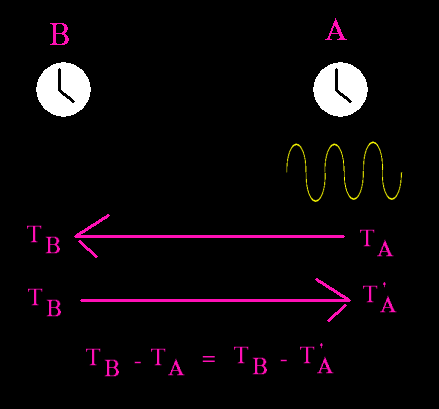 B A
T_B T_A
T_B T'_A
T_B - T_A = T_B - T'_A